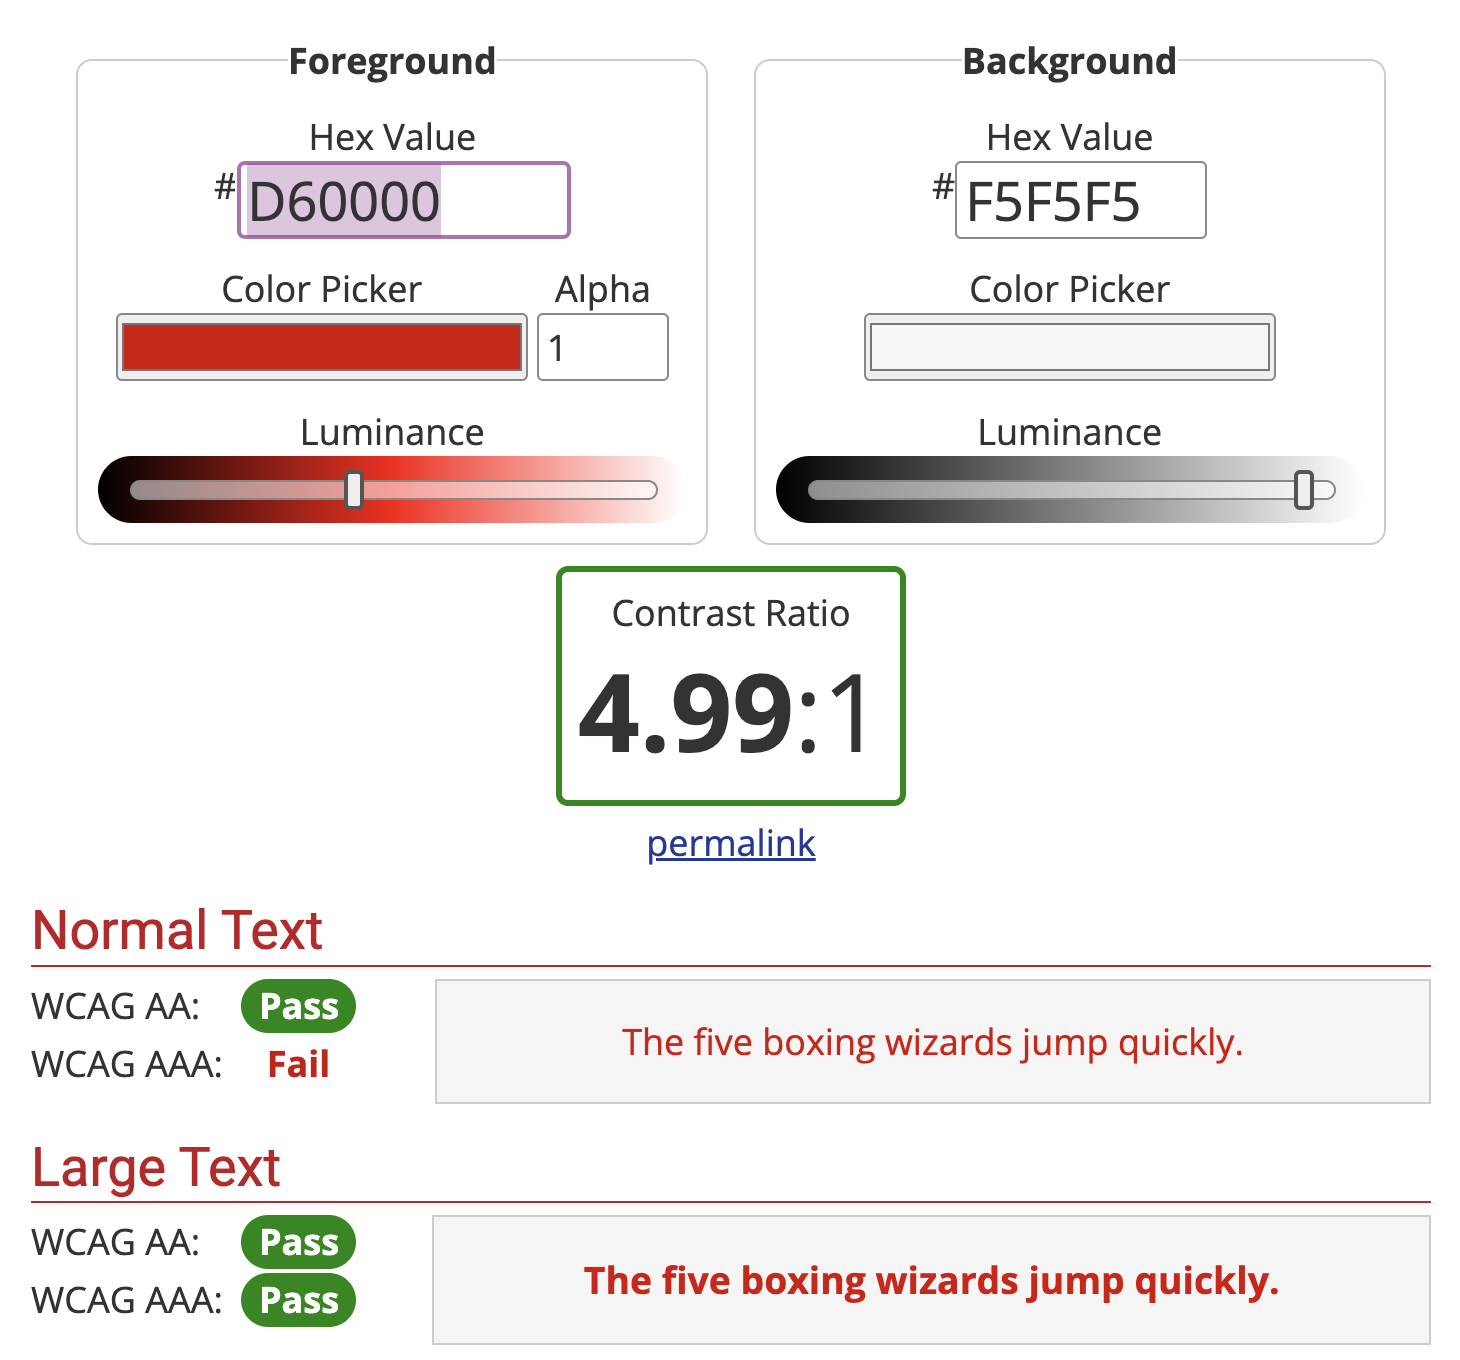 Foreground
Hex Value
#D60000
Color Picker
Alpha
1
Luminance
Background
Hex Value
#F5F5F5
Color Picker
Luminance
Contrast Ratio
4.99:1
permalink
Normal Text
WCAG AA: Pass
WCAG AAA: Fail
The five boxing wizards jump quickly.
Large Text
WCAG AA: Pass
WCAG AAA: Pass
The five boxing wizards jump quickly.